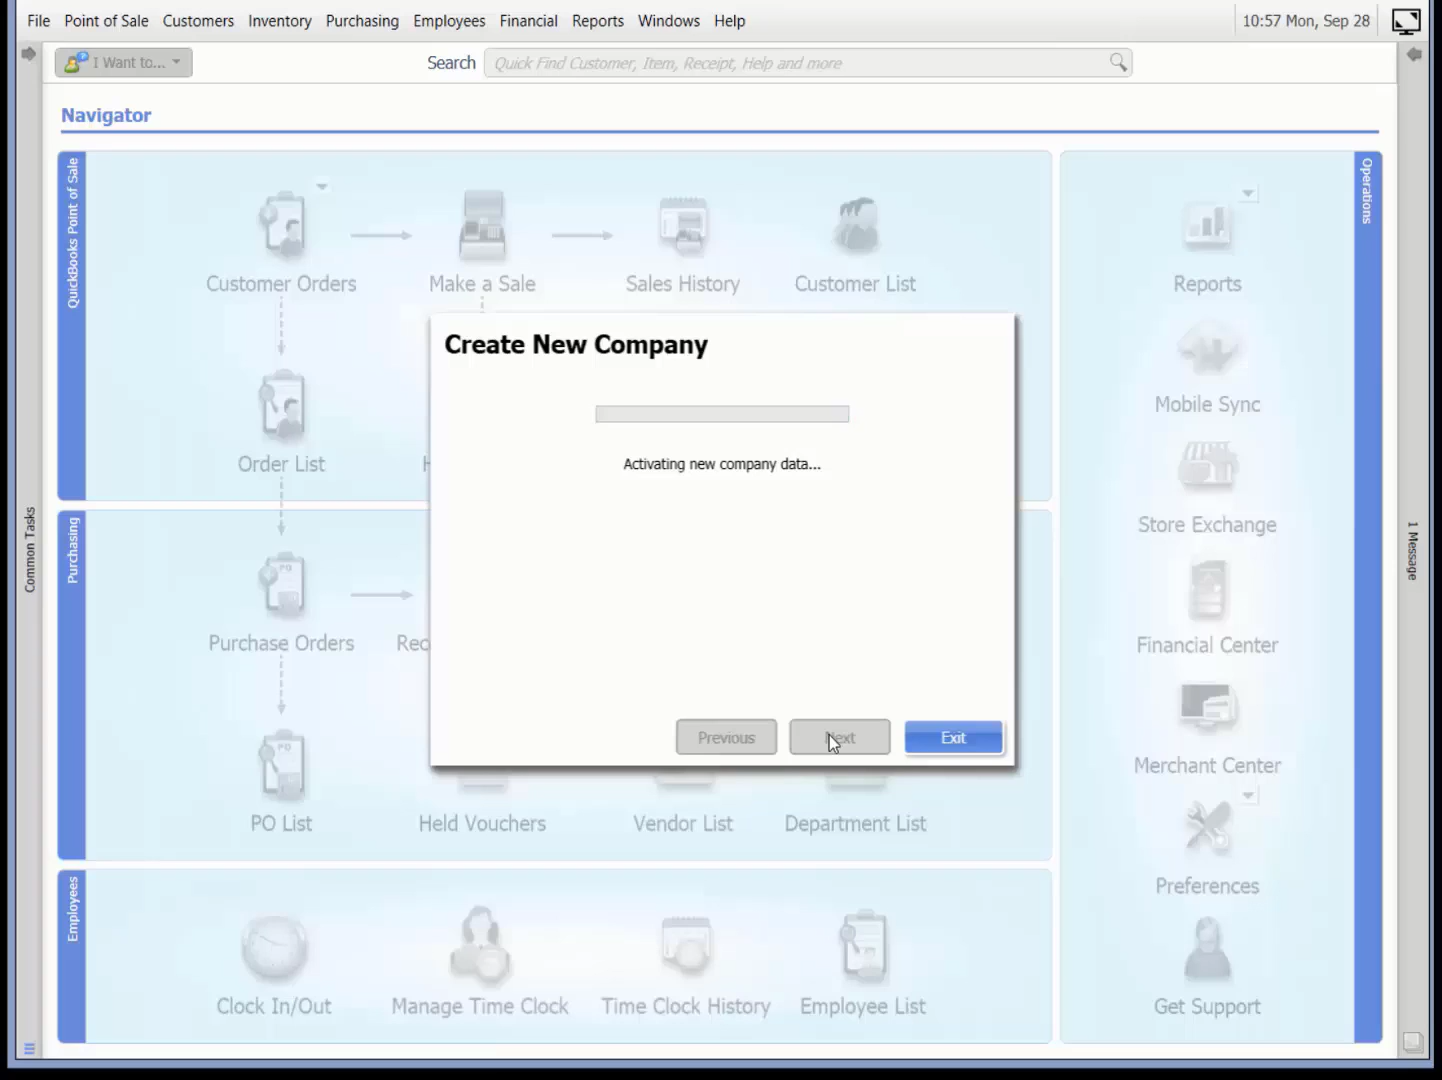 File Point of Sale Customers Inventory Purchasing Employees Financial Reports Windows Help 10:57 Mon, Sep 28
I Want to... Search Quick Find Customer, Item, Receipt, Help and more
Navigator
QuickBooks Point of Sale
Customer Orders Make a Sale Sales History Customer List
Order List
Operations
Reports
Mobile Sync
Store Exchange
Financial Center
Merchant Center
Preferences
Get Support
Create New Company
Activating new company data...
Previous Next Exit
Purchasing
Purchase Orders Rec
PO List Held Vouchers Vendor List Department List
Employees
Clock In/Out Manage Time Clock Time Clock History Employee List
Common Tasks
1 Message